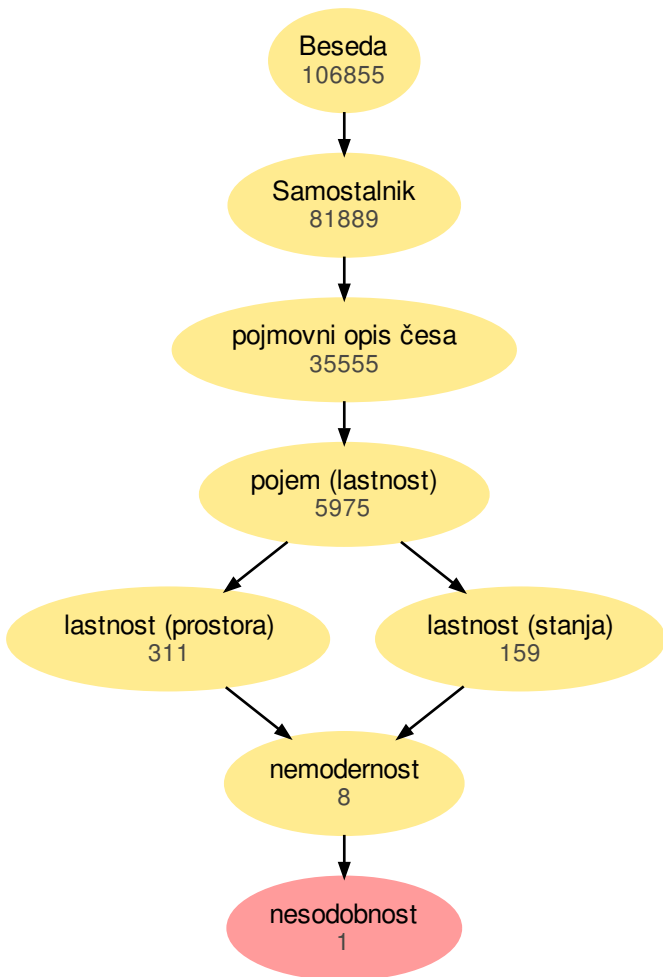 Beseda
106855
Samostalnik
81889
pojmovni opis česa
35555
pojem (lastnost)
5975
lastnost (prostora)
311
lastnost (stanja)
159
nemodernost
8
nesodobnost
1